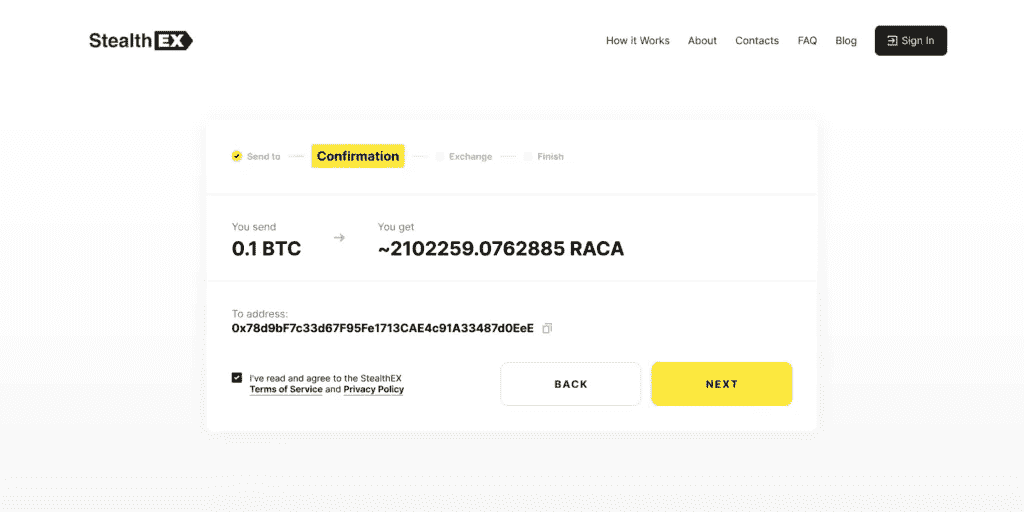 StealthEX How it Works About Contacts FAQ Blog Sign In
Send to Confirmation Exchange Finish
You send You get
0.1 BTC → ~2102259.0762885 RACA
To address:
0x78d9bF7c33d67F95Fe1713CAE4c91A33487d0EeE
I've read and agree to the StealthEX
Terms of Service and Privacy Policy
BACK NEXT